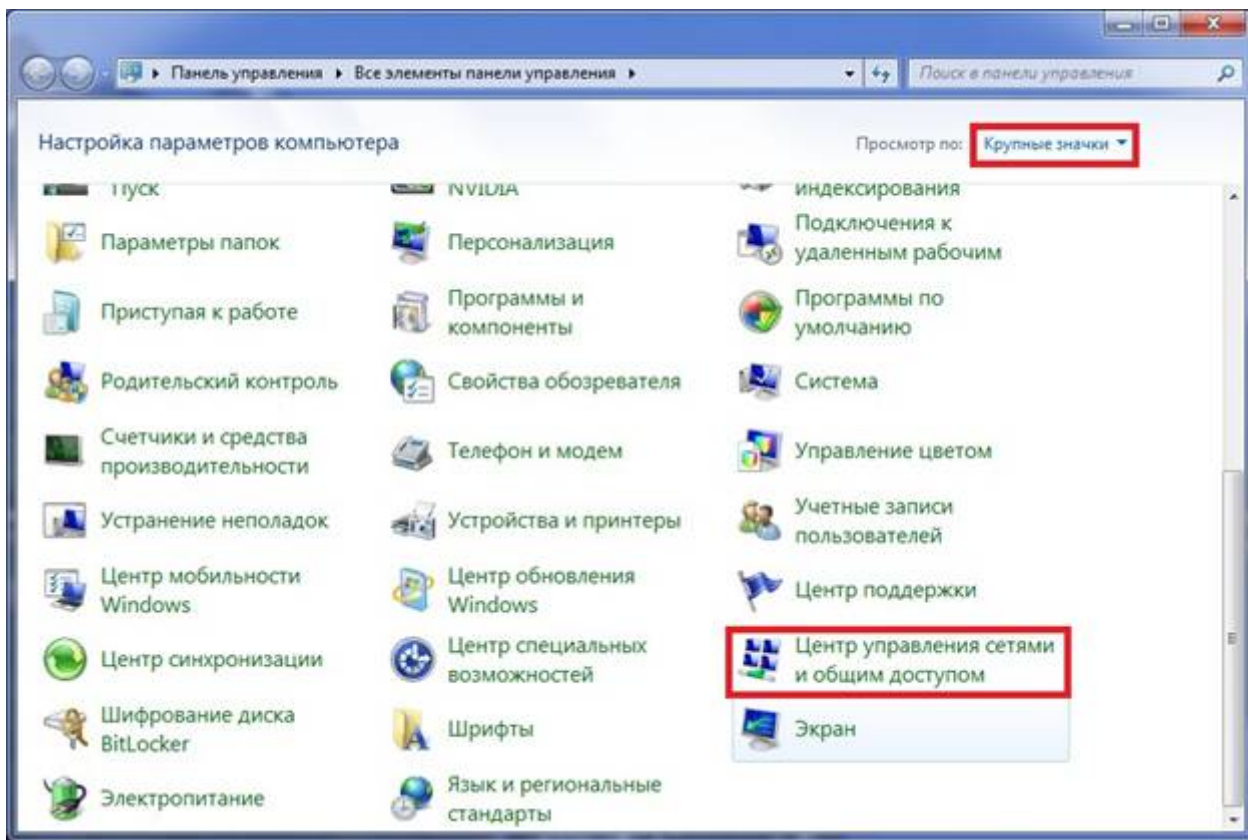 Панель управления ▸ Все элементы панели управления ▸
Поиск в панели управления
Настройка параметров компьютера
Просмотр по: Крупные значки
Пуск
NVIDIA
индексирования
Параметры папок
Персонализация
Подключения к
удаленным рабочим
Приступая к работе
Программы и
компоненты
Программы по
умолчанию
Родительский контроль
Свойства обозревателя
Система
Счетчики и средства
производительности
Телефон и модем
Управление цветом
Устранение неполадок
Устройства и принтеры
Учетные записи
пользователей
Центр мобильности
Windows
Центр обновления
Windows
Центр поддержки
Центр синхронизации
Центр специальных
возможностей
Центр управления сетями
и общим доступом
Шифрование диска
BitLocker
Шрифты
Экран
Электропитание
Язык и региональные
стандарты